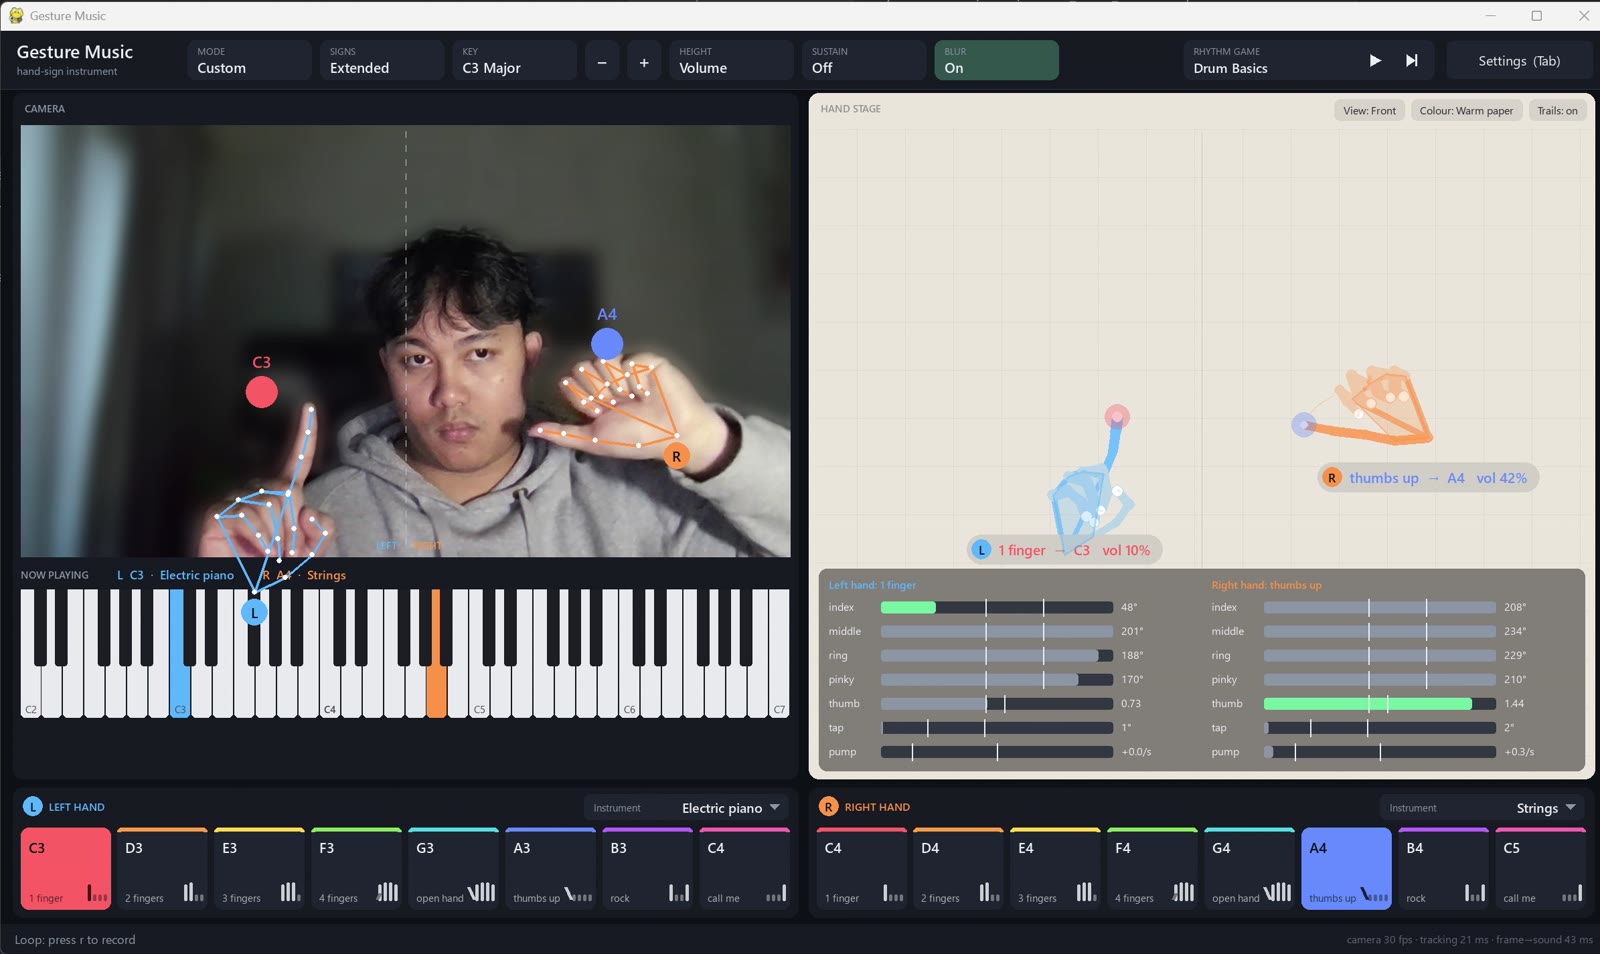 Gesture Music
Gesture Music
hand-sign instrument
MODE
Custom
SIGNS
Extended
KEY
C3 Major
−
+
HEIGHT
Volume
SUSTAIN
Off
BLUR
On
RHYTHM GAME
Drum Basics
Settings (Tab)
CAMERA
C3
A4
R
L
LEFT RIGHT
NOW PLAYING L C3 · Electric piano R A4 · Strings
C2 C3 C4 C5 C6 C7
HAND STAGE
View: Front
Colour: Warm paper
Trails: on
R thumbs up → A4 vol 42%
L 1 finger → C3 vol 10%
Left hand: 1 finger
index 48°
middle 201°
ring 188°
pinky 170°
thumb 0.73
tap 1°
pump +0.0/s
Right hand: thumbs up
index 208°
middle 234°
ring 229°
pinky 210°
thumb 1.44
tap 2°
pump +0.3/s
L LEFT HAND
Instrument Electric piano
C3 D3 E3 F3 G3 A3 B3 C4
1 finger 2 fingers 3 fingers 4 fingers open hand thumbs up rock call me
R RIGHT HAND
Instrument Strings
C4 D4 E4 F4 G4 A4 B4 C5
1 finger 2 fingers 3 fingers 4 fingers open hand thumbs up rock call me
Loop: press r to record
camera 30 fps · tracking 21 ms · frame→sound 43 ms